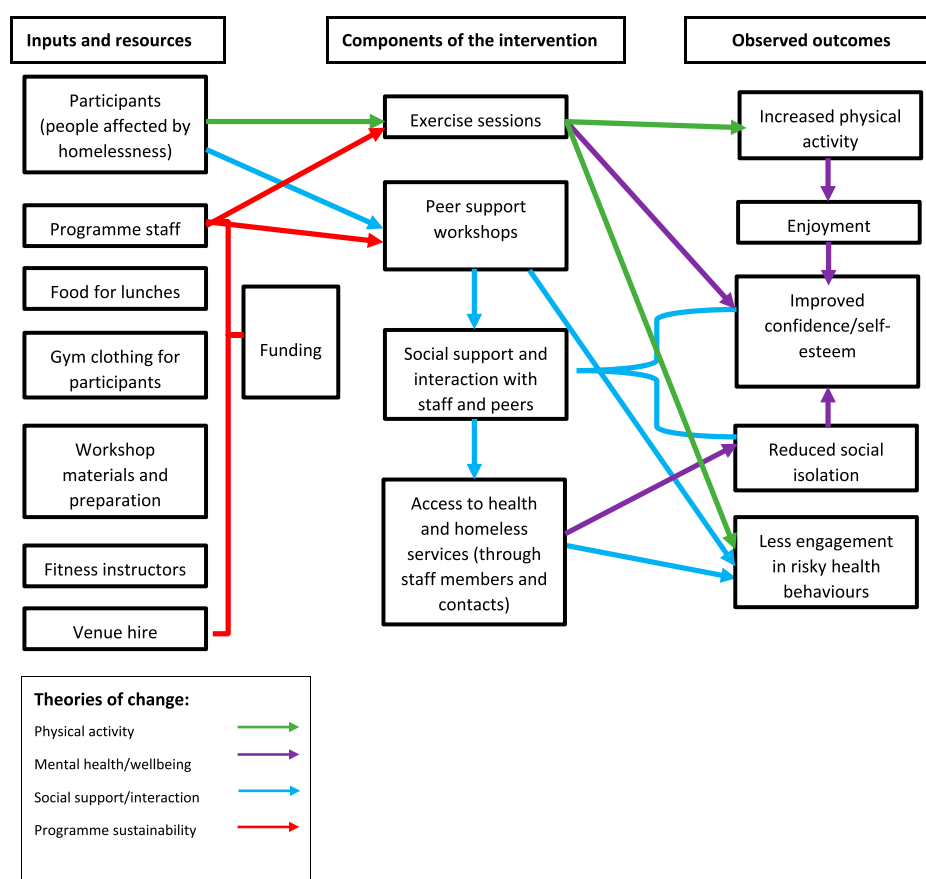 Inputs and resources
Components of the intervention
Observed outcomes
Participants
(people affected by
homelessness)
Programme staff
Food for lunches
Gym clothing for
participants
Workshop
materials and
preparation
Fitness instructors
Venue hire
Funding
Exercise sessions
Peer support
workshops
Social support and
interaction with
staff and peers
Access to health
and homeless
services (through
staff members and
contacts)
Increased physical
activity
Enjoyment
Improved
confidence/self-
esteem
Reduced social
isolation
Less engagement
in risky health
behaviours
Theories of change:
Physical activity
Mental health/wellbeing
Social support/interaction
Programme sustainability